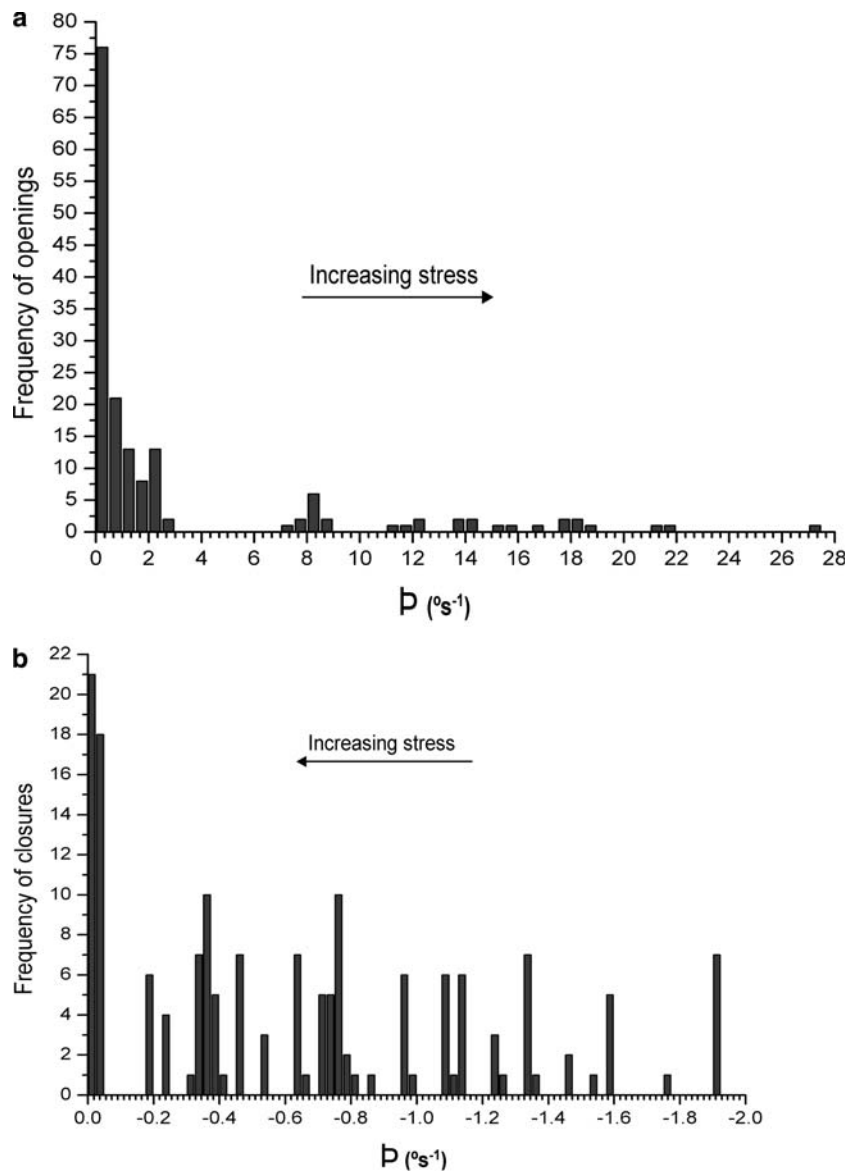 a
80
75
70
65
60
55
50
45
40
35
30
25
20
15
10
5
0
Frequency of openings
Increasing stress
0 2 4 6 8 10 12 14 16 18 20 22 24 26 28
Þ (ºs-1)
b
22
20
18
16
14
12
10
8
6
4
2
0
Frequency of closures
Increasing stress
0.0 -0.2 -0.4 -0.6 -0.8 -1.0 -1.2 -1.4 -1.6 -1.8 -2.0
Þ (ºs-1)